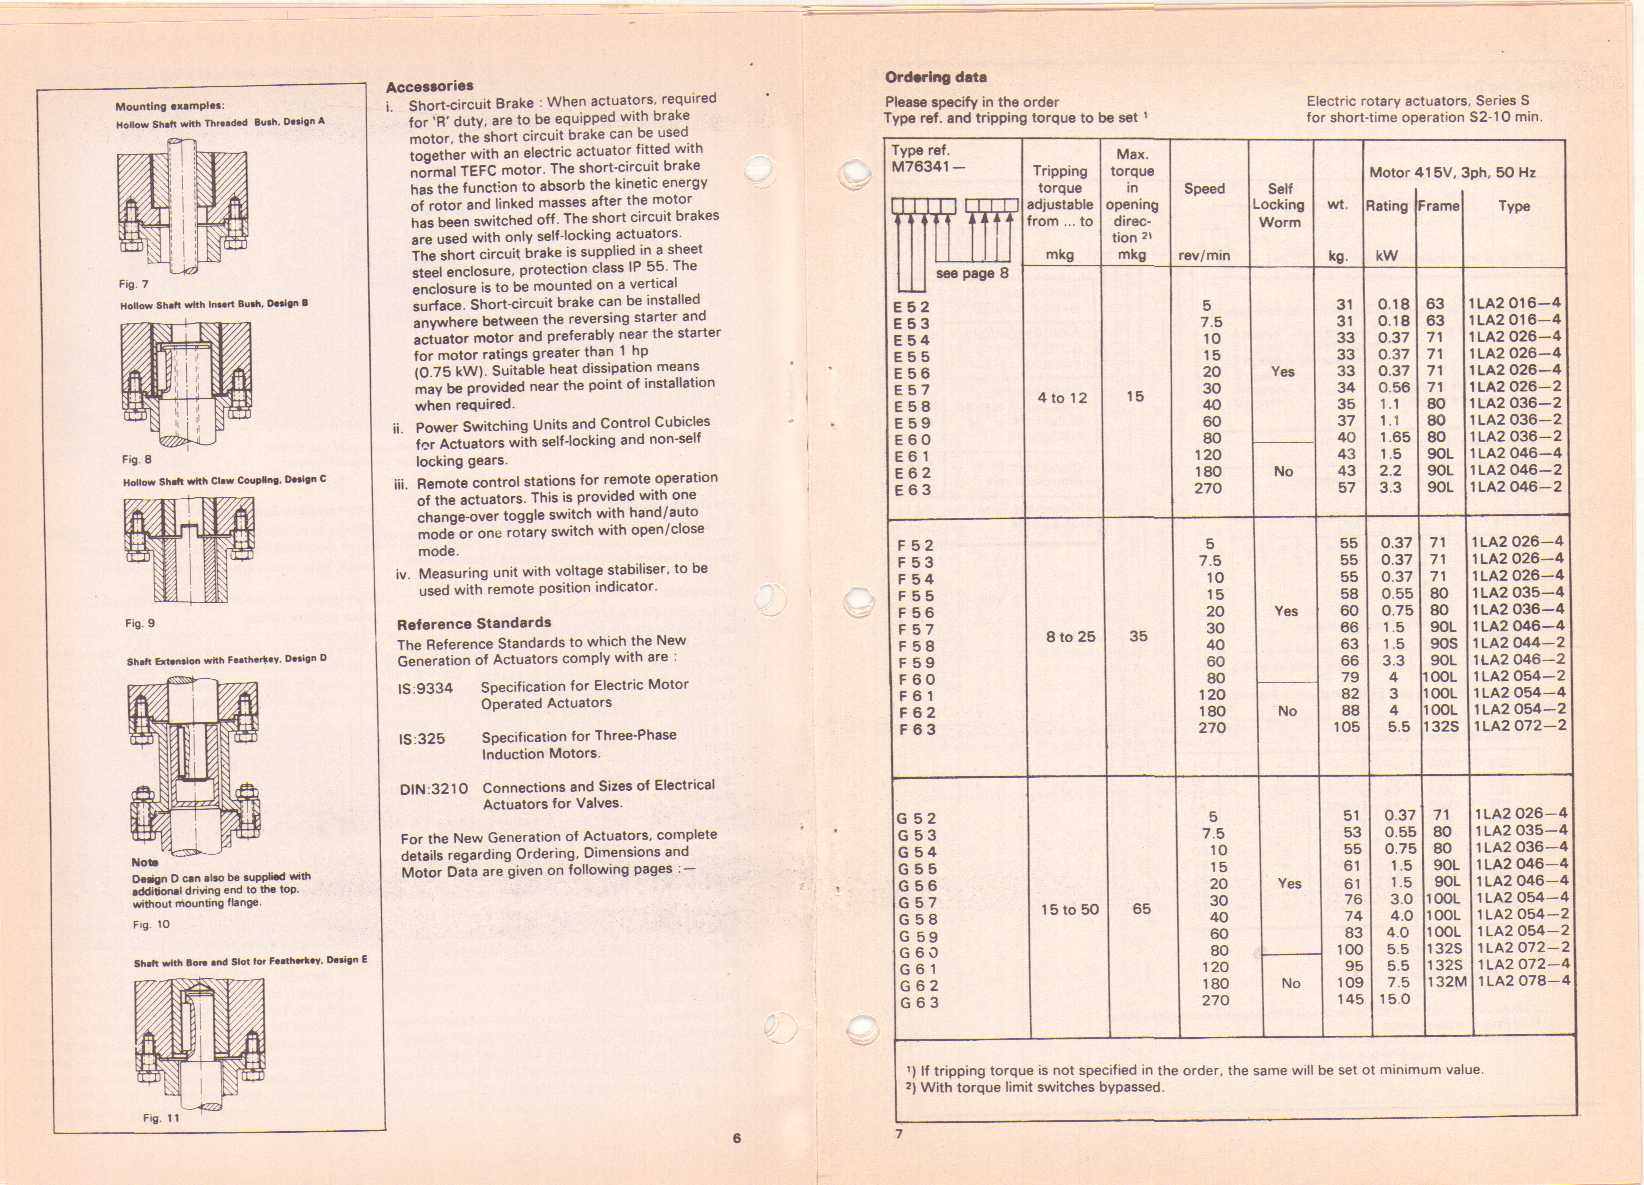 Mounting examples:
Hollow Shaft with Threaded Bush. Design A
Fig. 7
Hollow Shaft with Insert Bush. Design B
Fig. 8
Hollow Shaft with Claw Coupling. Design C
Fig. 9
Shaft Extension with Featherkey. Design D
Note
Design D can also be supplied with
additional driving end to the top.
without mounting flange.
Fig. 10
Shaft with Bore and Slot for Featherkey. Design E
Fig. 11
Accessories
i. Short-circuit Brake : When actuators, required
for 'R' duty, are to be equipped with brake
motor, the short circuit brake can be used
together with an electric actuator fitted with
normal TEFC motor. The short-circuit brake
has the function to absorb the kinetic energy
of rotor and linked masses after the motor
has been switched off. The short circuit brakes
are used with only self-locking actuators.
The short circuit brake is supplied in a sheet
steel enclosure, protection class IP 55. The
enclosure is to be mounted on a vertical
surface. Short-circuit brake can be installed
anywhere between the reversing starter and
actuator motor and preferably near the starter
for motor ratings greater than 1 hp
(0.75 kW). Suitable heat dissipation means
may be provided near the point of installation
when required.
ii. Power Switching Units and Control Cubicles
for Actuators with self-locking and non-self
locking gears.
iii. Remote control stations for remote operation
of the actuators. This is provided with one
change-over toggle switch with hand/auto
mode or one rotary switch with open/close
mode.
iv. Measuring unit with voltage stabiliser, to be
used with remote position indicator.
Reference Standards
The Reference Standards to which the New
Generation of Actuators comply with are :
IS:9334 Specification for Electric Motor
Operated Actuators
IS:325 Specification for Three-Phase
Induction Motors.
DIN:3210 Connections and Sizes of Electrical
Actuators for Valves.
For the New Generation of Actuators, complete
details regarding Ordering, Dimensions and
Motor Data are given on following pages :—
6
Ordering data
Please specify in the order
Type ref. and tripping torque to be set 1
Electric rotary actuators, Series S
for short-time operation S2-10 min.
Type ref.
M76341—
see page 8
Tripping
torque
adjustable
from ... to
mkg
Max.
torque
in
opening
direc-
tion 2)
mkg
Speed
rev/min
Self
Locking
Worm
wt.
kg.
Motor 415V, 3ph, 50 Hz
Rating Frame Type
kW
E 5 2 5 31 0.18 63 1LA2 016—4
E 5 3 7.5 31 0.18 63 1LA2 016—4
E 5 4 10 33 0.37 71 1LA2 026—4
E 5 5 15 33 0.37 71 1LA2 026—4
E 5 6 20 Yes 33 0.37 71 1LA2 026—4
E 5 7 30 34 0.56 71 1LA2 026—2
E 5 8 4 to 12 15 40 35 1.1 80 1LA2 036—2
E 5 9 60 37 1.1 80 1LA2 036—2
E 6 0 80 40 1.65 80 1LA2 036—2
E 6 1 120 43 1.5 90L 1LA2 046—4
E 6 2 180 No 43 2.2 90L 1LA2 046—2
E 6 3 270 57 3.3 90L 1LA2 046—2
F 5 2 5 55 0.37 71 1LA2 026—4
F 5 3 7.5 55 0.37 71 1LA2 026—4
F 5 4 10 55 0.37 71 1LA2 026—4
F 5 5 15 58 0.55 80 1LA2 035—4
F 5 6 20 Yes 60 0.75 80 1LA2 036—4
F 5 7 30 66 1.5 90L 1LA2 046—4
F 5 8 8 to 25 35 40 63 1.5 90S 1LA2 044—2
F 5 9 60 66 3.3 90L 1LA2 046—2
F 6 0 80 79 4 100L 1LA2 054—2
F 6 1 120 82 3 100L 1LA2 054—4
F 6 2 180 No 88 4 100L 1LA2 054—2
F 6 3 270 105 5.5 132S 1LA2 072—2
G 5 2 5 51 0.37 71 1LA2 026—4
G 5 3 7.5 53 0.55 80 1LA2 035—4
G 5 4 10 55 0.75 80 1LA2 036—4
G 5 5 15 61 1.5 90L 1LA2 046—4
G 5 6 20 Yes 61 1.5 90L 1LA2 046—4
G 5 7 30 76 3.0 100L 1LA2 054—4
G 5 8 15 to 50 65 40 74 4.0 100L 1LA2 054—2
G 5 9 60 83 4.0 100L 1LA2 054—2
G 6 0 80 100 5.5 132S 1LA2 072—2
G 6 1 120 95 5.5 132S 1LA2 072—4
G 6 2 180 No 109 7.5 132M 1LA2 078—4
G 6 3 270 145 15.0
1) If tripping torque is not specified in the order, the same will be set ot minimum value.
2) With torque limit switches bypassed.
7